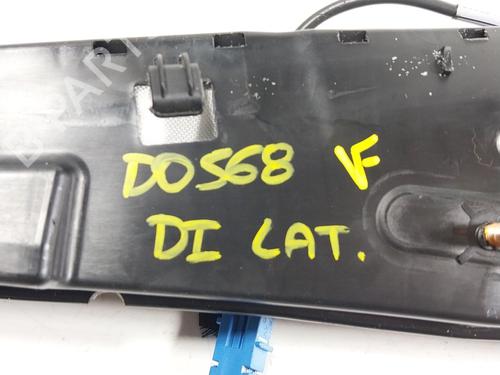 DO568 VF
DI LAT.